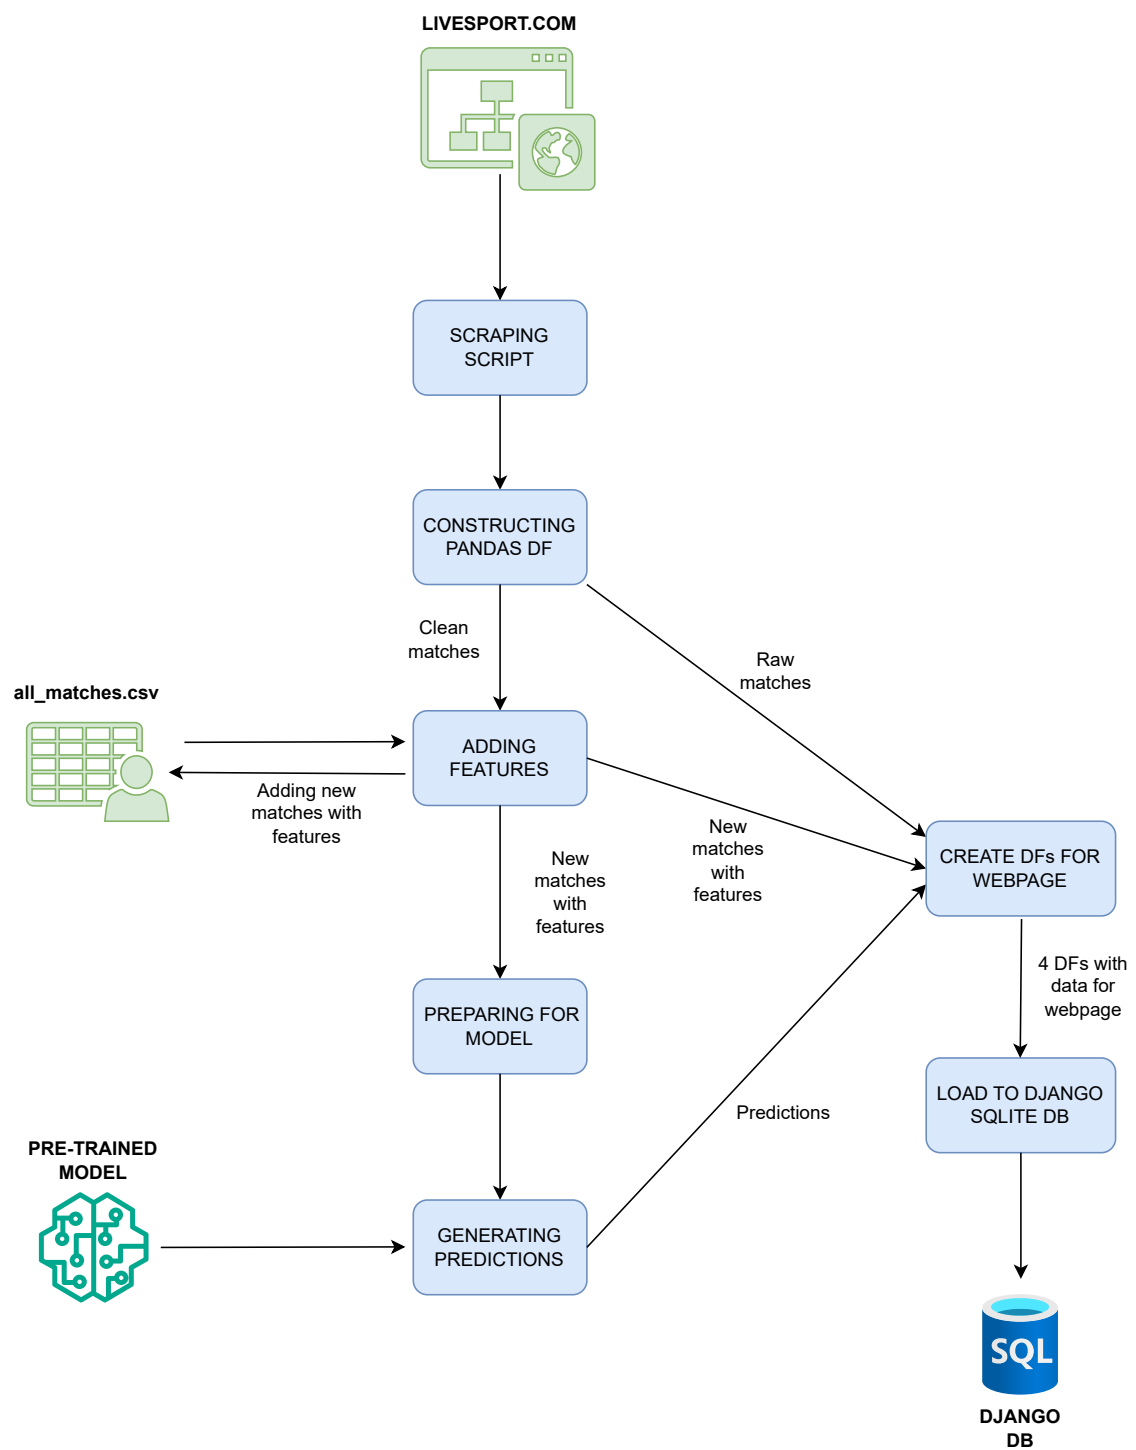 LIVESPORT.COM
SCRAPING
SCRIPT
CONSTRUCTING
PANDAS DF
Clean
matches
Raw
matches
all_matches.csv
ADDING
FEATURES
Adding new
matches with
features
New
matches
with
features
New
matches
with
features
CREATE DFs FOR
WEBPAGE
4 DFs with
data for
webpage
PREPARING FOR
MODEL
LOAD TO DJANGO
SQLITE DB
Predictions
PRE-TRAINED
MODEL
GENERATING
PREDICTIONS
SQL
DJANGO
DB